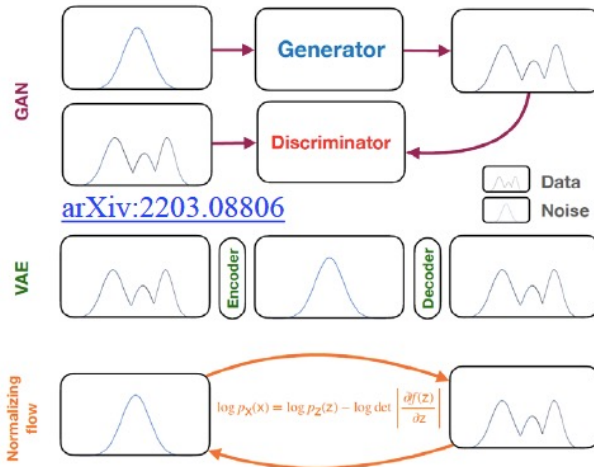 GAN
Generator
Discriminator
Data
Noise
arXiv:2203.08806
VAE
Encoder
Decoder
Normalizing
flow
log p_X(x) = log p_Z(z) − log det |∂f(z)/∂z|